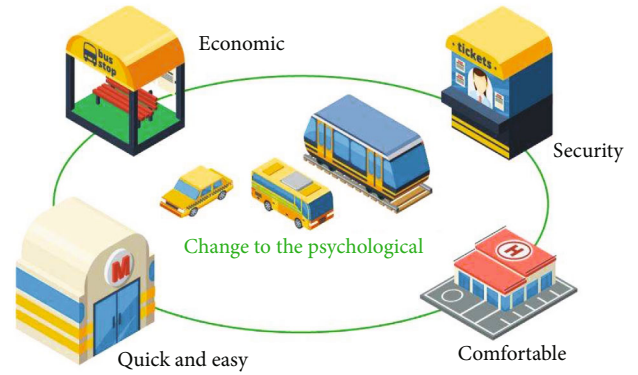 Economic
bus
stop
tickets
Security
Change to the psychological
M
H
Quick and easy
Comfortable